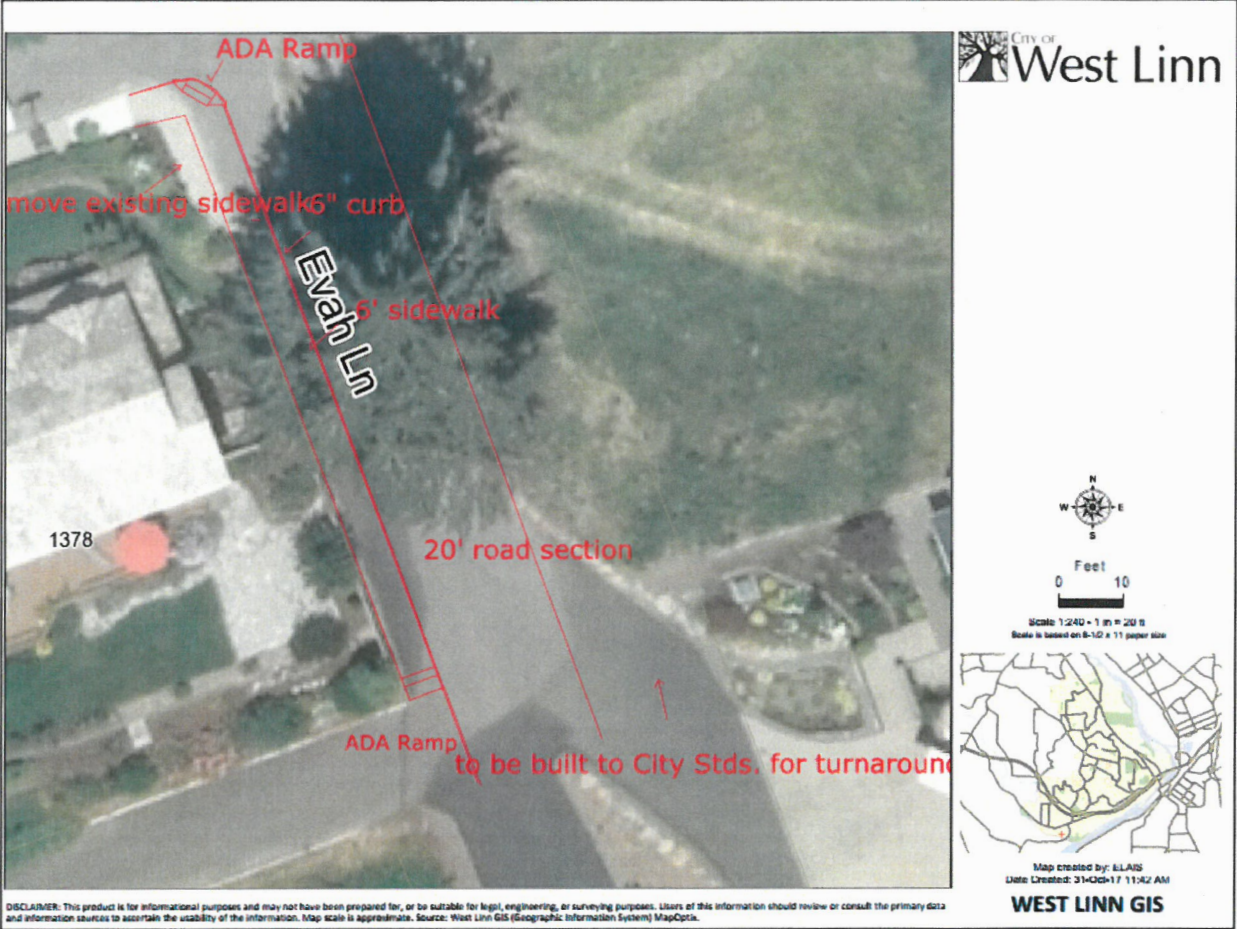 ADA Ramp
City of
West Linn
move existing sidewalk
6" curb
Evah Ln
6' sidewalk
N
W E
S
1378
20' road section
Feet
0 10
Scale 1:240 - 1 in = 20 ft
Scale is based on 8-1/2 x 11 paper size
ADA Ramp
to be built to City Stds. for turnaroun
Map created by: ELAIS
Date Created: 31-Oct-17 11:42 AM
WEST LINN GIS
DISCLAIMER: This product is for informational purposes and may not have been prepared for, or be suitable for legal, engineering, or surveying purposes. Users of this information should review or consult the primary data
and information sources to ascertain the usability of the information. Map scale is approximate. Source: West Linn GIS (Geographic Information System) MapOptix.